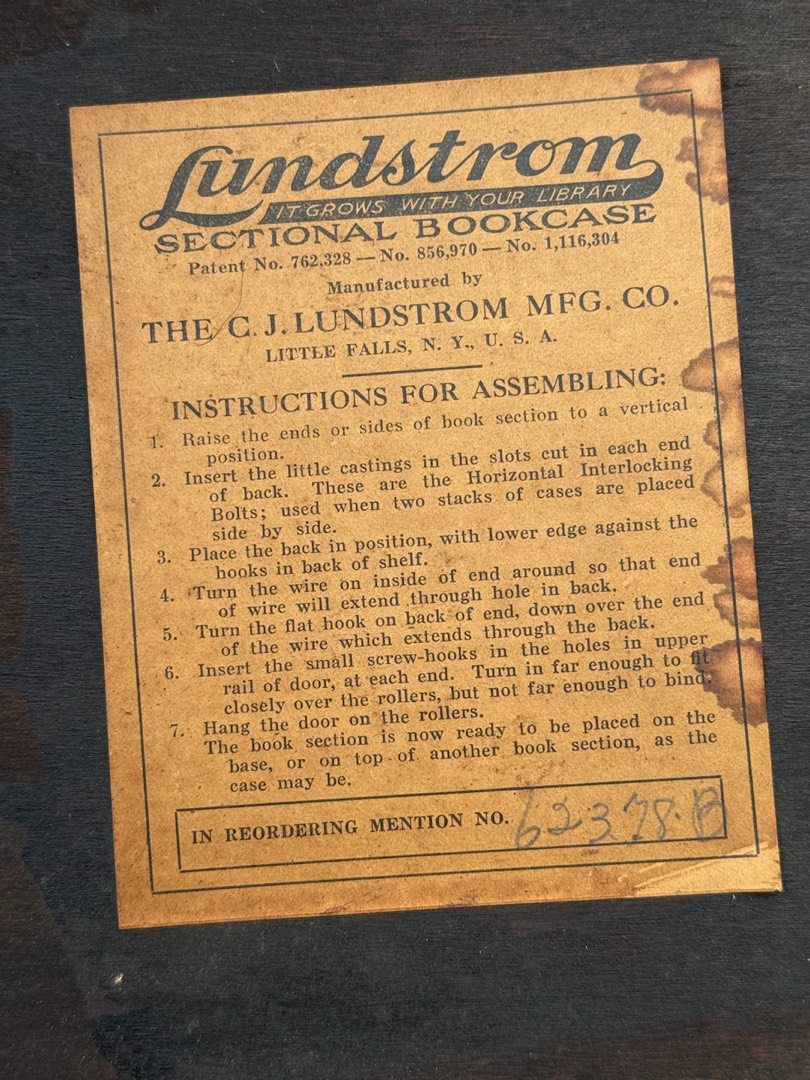 Lundstrom
IT GROWS WITH YOUR LIBRARY
SECTIONAL BOOKCASE
Patent No. 762,328 — No. 856,970 — No. 1,116,304
Manufactured by
THE C. J. LUNDSTROM MFG. CO.
LITTLE FALLS, N. Y., U. S. A.
INSTRUCTIONS FOR ASSEMBLING:
1. Raise the ends or sides of book section to a vertical
position.
2. Insert the little castings in the slots cut in each end
of back. These are the Horizontal Interlocking
Bolts; used when two stacks of cases are placed
side by side.
3. Place the back in position, with lower edge against the
hooks in back of shelf.
4. Turn the wire on inside of end around so that end
of wire will extend through hole in back.
5. Turn the flat hook on back of end, down over the end
of the wire which extends through the back.
6. Insert the small screw-hooks in the holes in upper
rail of door, at each end. Turn in far enough to fit
closely over the rollers, but not far enough to bind.
7. Hang the door on the rollers.
The book section is now ready to be placed on the
base, or on top of another book section, as the
case may be.
IN REORDERING MENTION NO. 62378·B